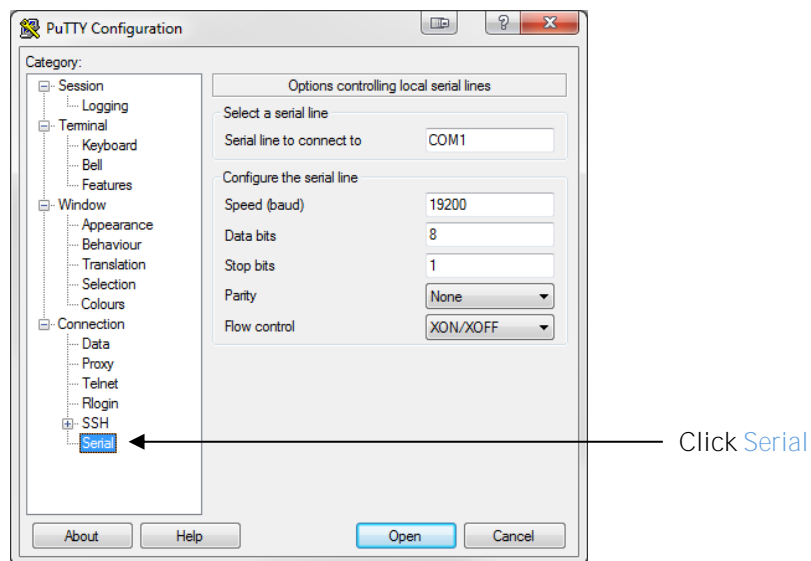 PuTTY Configuration
Category:
Session
Logging
Terminal
Keyboard
Bell
Features
Window
Appearance
Behaviour
Translation
Selection
Colours
Connection
Data
Proxy
Telnet
Rlogin
SSH
Serial
Options controlling local serial lines
Select a serial line
Serial line to connect to COM1
Configure the serial line
Speed (baud) 19200
Data bits 8
Stop bits 1
Parity None
Flow control XON/XOFF
About Help Open Cancel
Click Serial